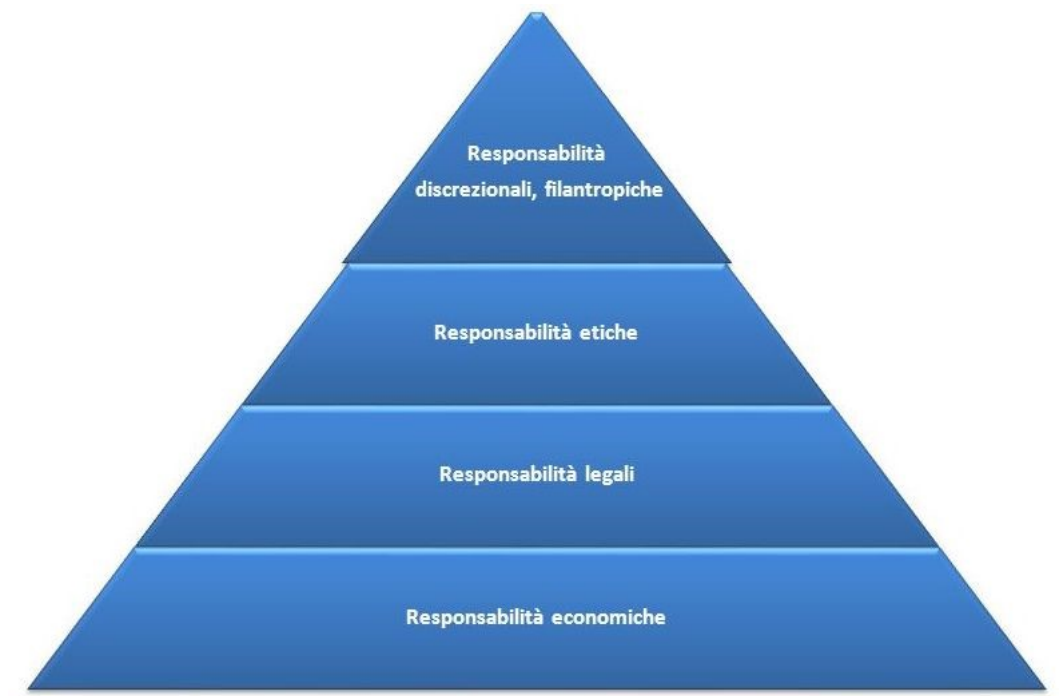 Responsabilità
discrezionali, filantropiche
Responsabilità etiche
Responsabilità legali
Responsabilità economiche